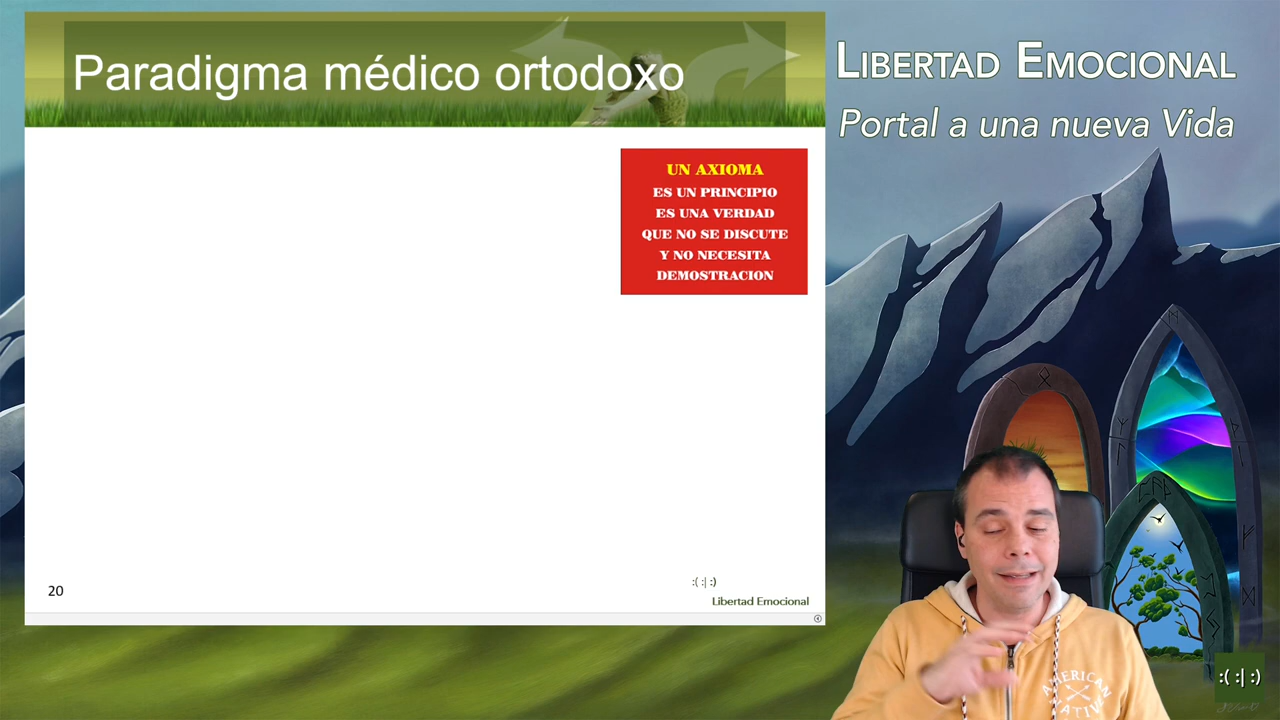 Paradigma médico ortodoxo
UN AXIOMA
ES UN PRINCIPIO
ES UNA VERDAD
QUE NO SE DISCUTE
Y NO NECESITA
DEMOSTRACION
20
:( :| :)
Libertad Emocional
LIBERTAD EMOCIONAL
Portal a una nueva Vida
AMERICAN
NATIVE
:( :| :)